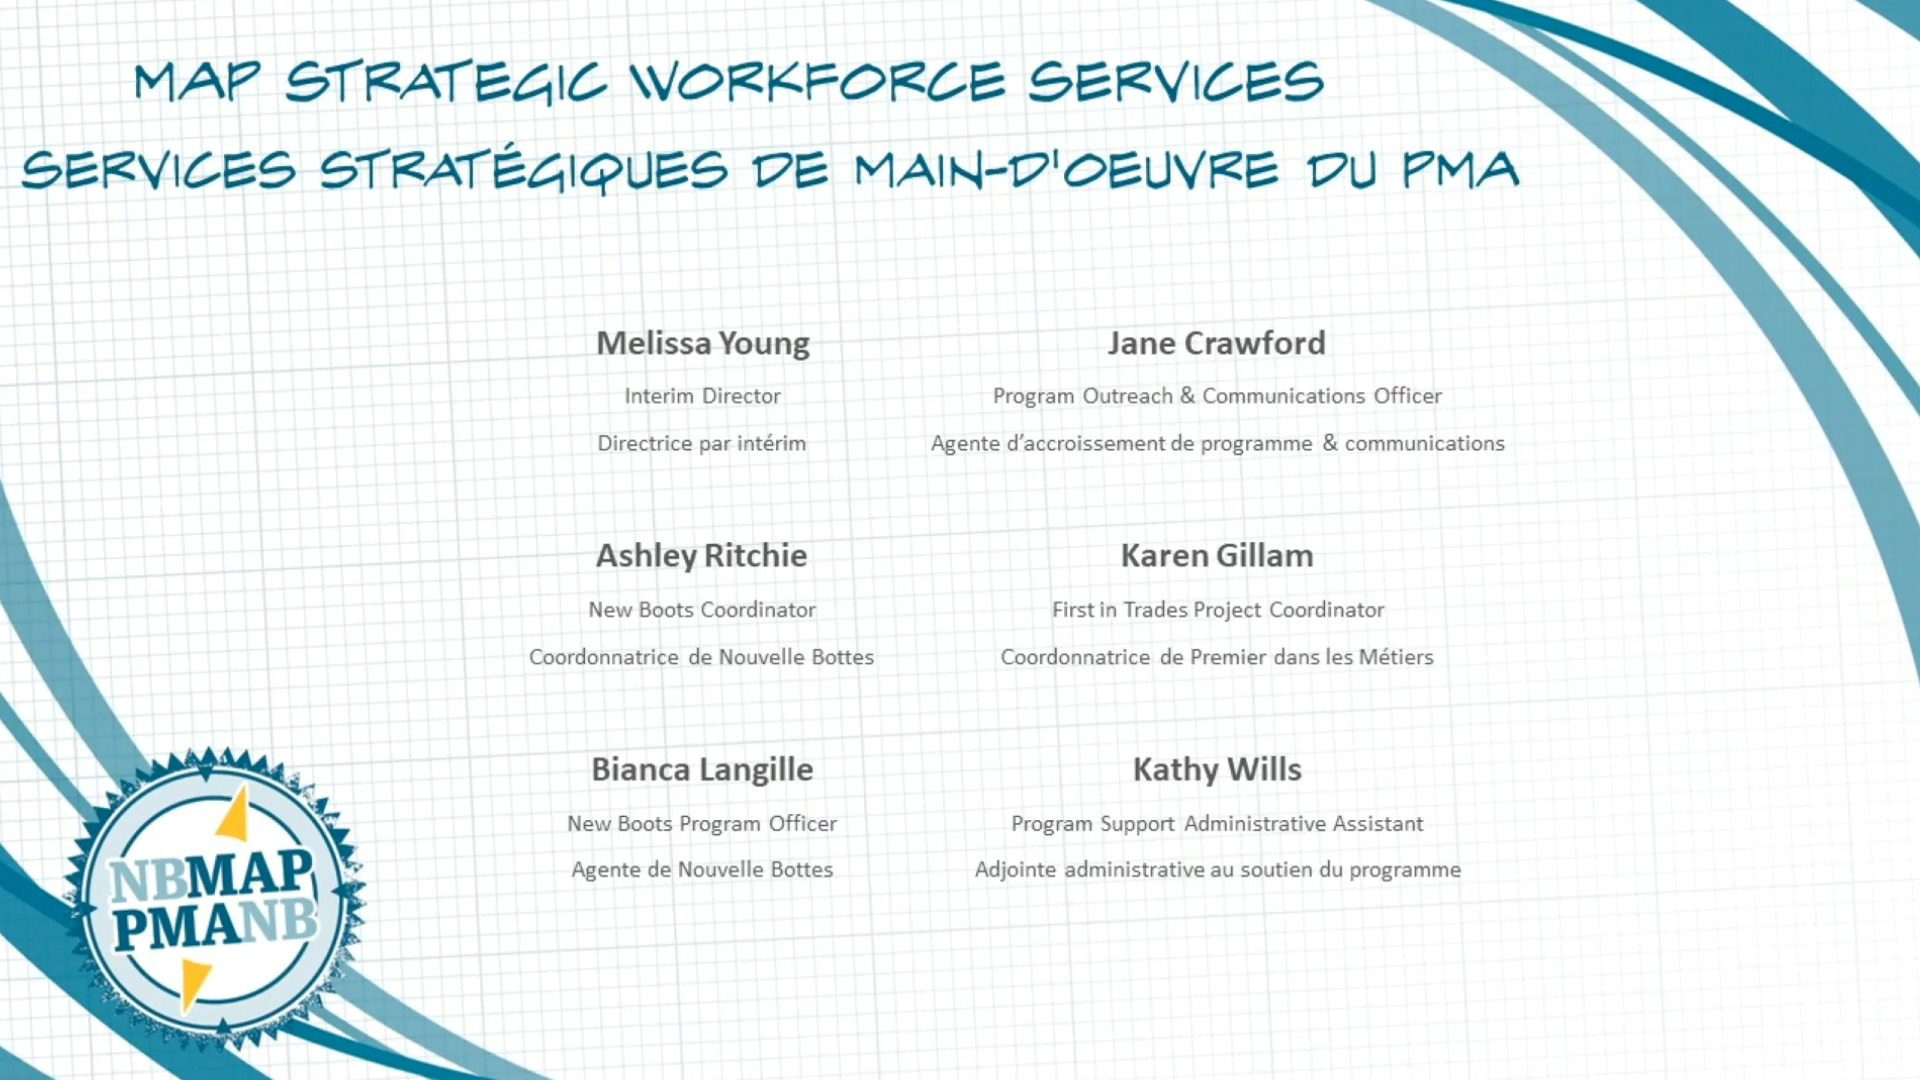 MAP STRATEGIC WORKFORCE SERVICES
SERVICES STRATÉGIQUES DE MAIN-D'OEUVRE DU PMA
Melissa Young
Interim Director
Directrice par intérim
Jane Crawford
Program Outreach & Communications Officer
Agente d’accroissement de programme & communications
Ashley Ritchie
New Boots Coordinator
Coordonnatrice de Nouvelle Bottes
Karen Gillam
First in Trades Project Coordinator
Coordonnatrice de Premier dans les Métiers
Bianca Langille
New Boots Program Officer
Agente de Nouvelle Bottes
Kathy Wills
Program Support Administrative Assistant
Adjointe administrative au soutien du programme
NBMAP
PMANB